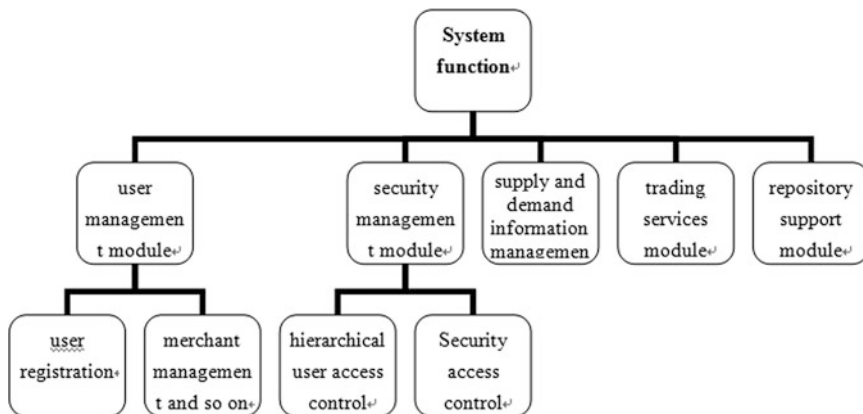 System
function↵
user
managemen
t module↵
security
managemen
t module↵
supply and
demand
information
managemen
trading
services
module↵
repository
support
module↵
user
registration↵
merchant
managemen
t and so on↵
hierarchical
user access
control↵
Security
access
control↵